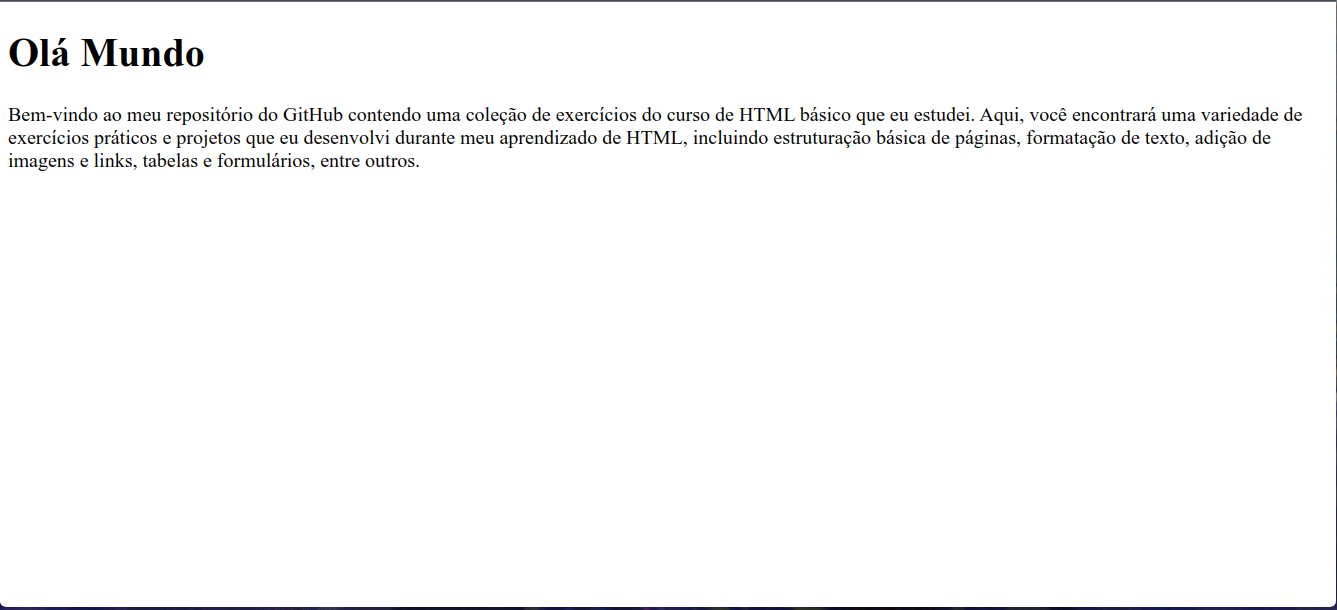 Olá Mundo
Bem-vindo ao meu repositório do GitHub contendo uma coleção de exercícios do curso de HTML básico que eu estudei. Aqui, você encontrará uma variedade de
exercícios práticos e projetos que eu desenvolvi durante meu aprendizado de HTML, incluindo estruturação básica de páginas, formatação de texto, adição de
imagens e links, tabelas e formulários, entre outros.